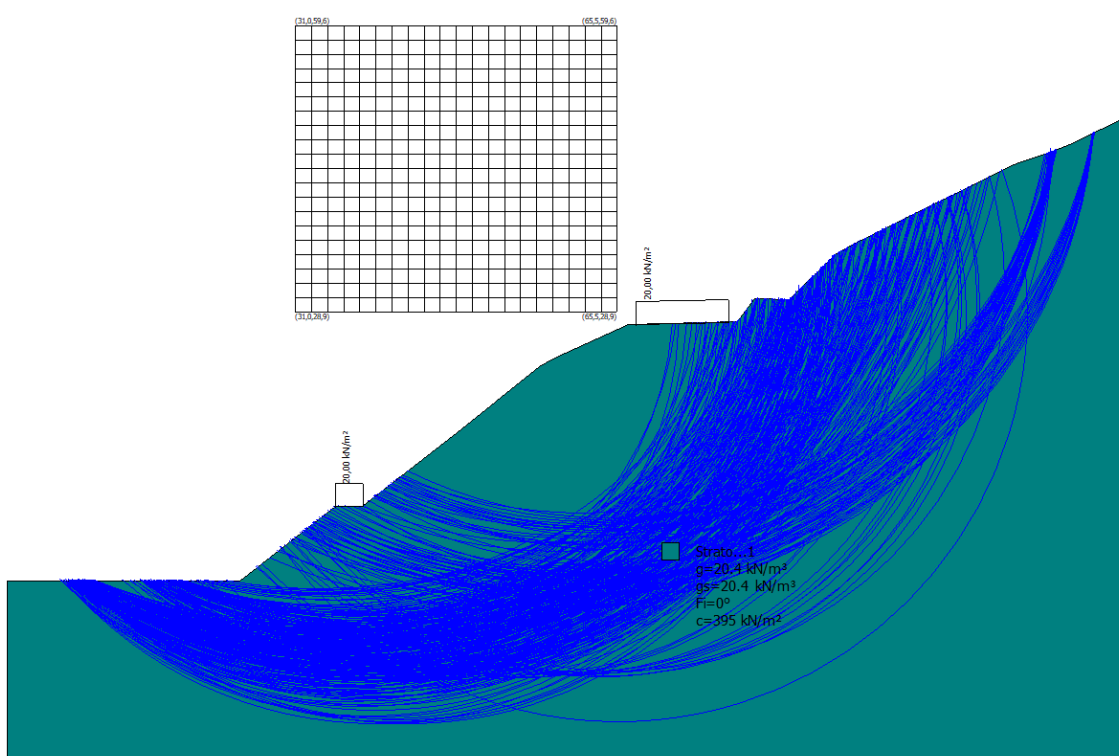 (31,0,59,6)
(65,5,59,6)
20,00 kN/m²
(31,0,28,9)
(65,5,28,9)
20,00 kN/m²
Strato: 1
g=20.4 kN/m³
gs=20.4 kN/m³
Fi=0°
c=395 kN/m²